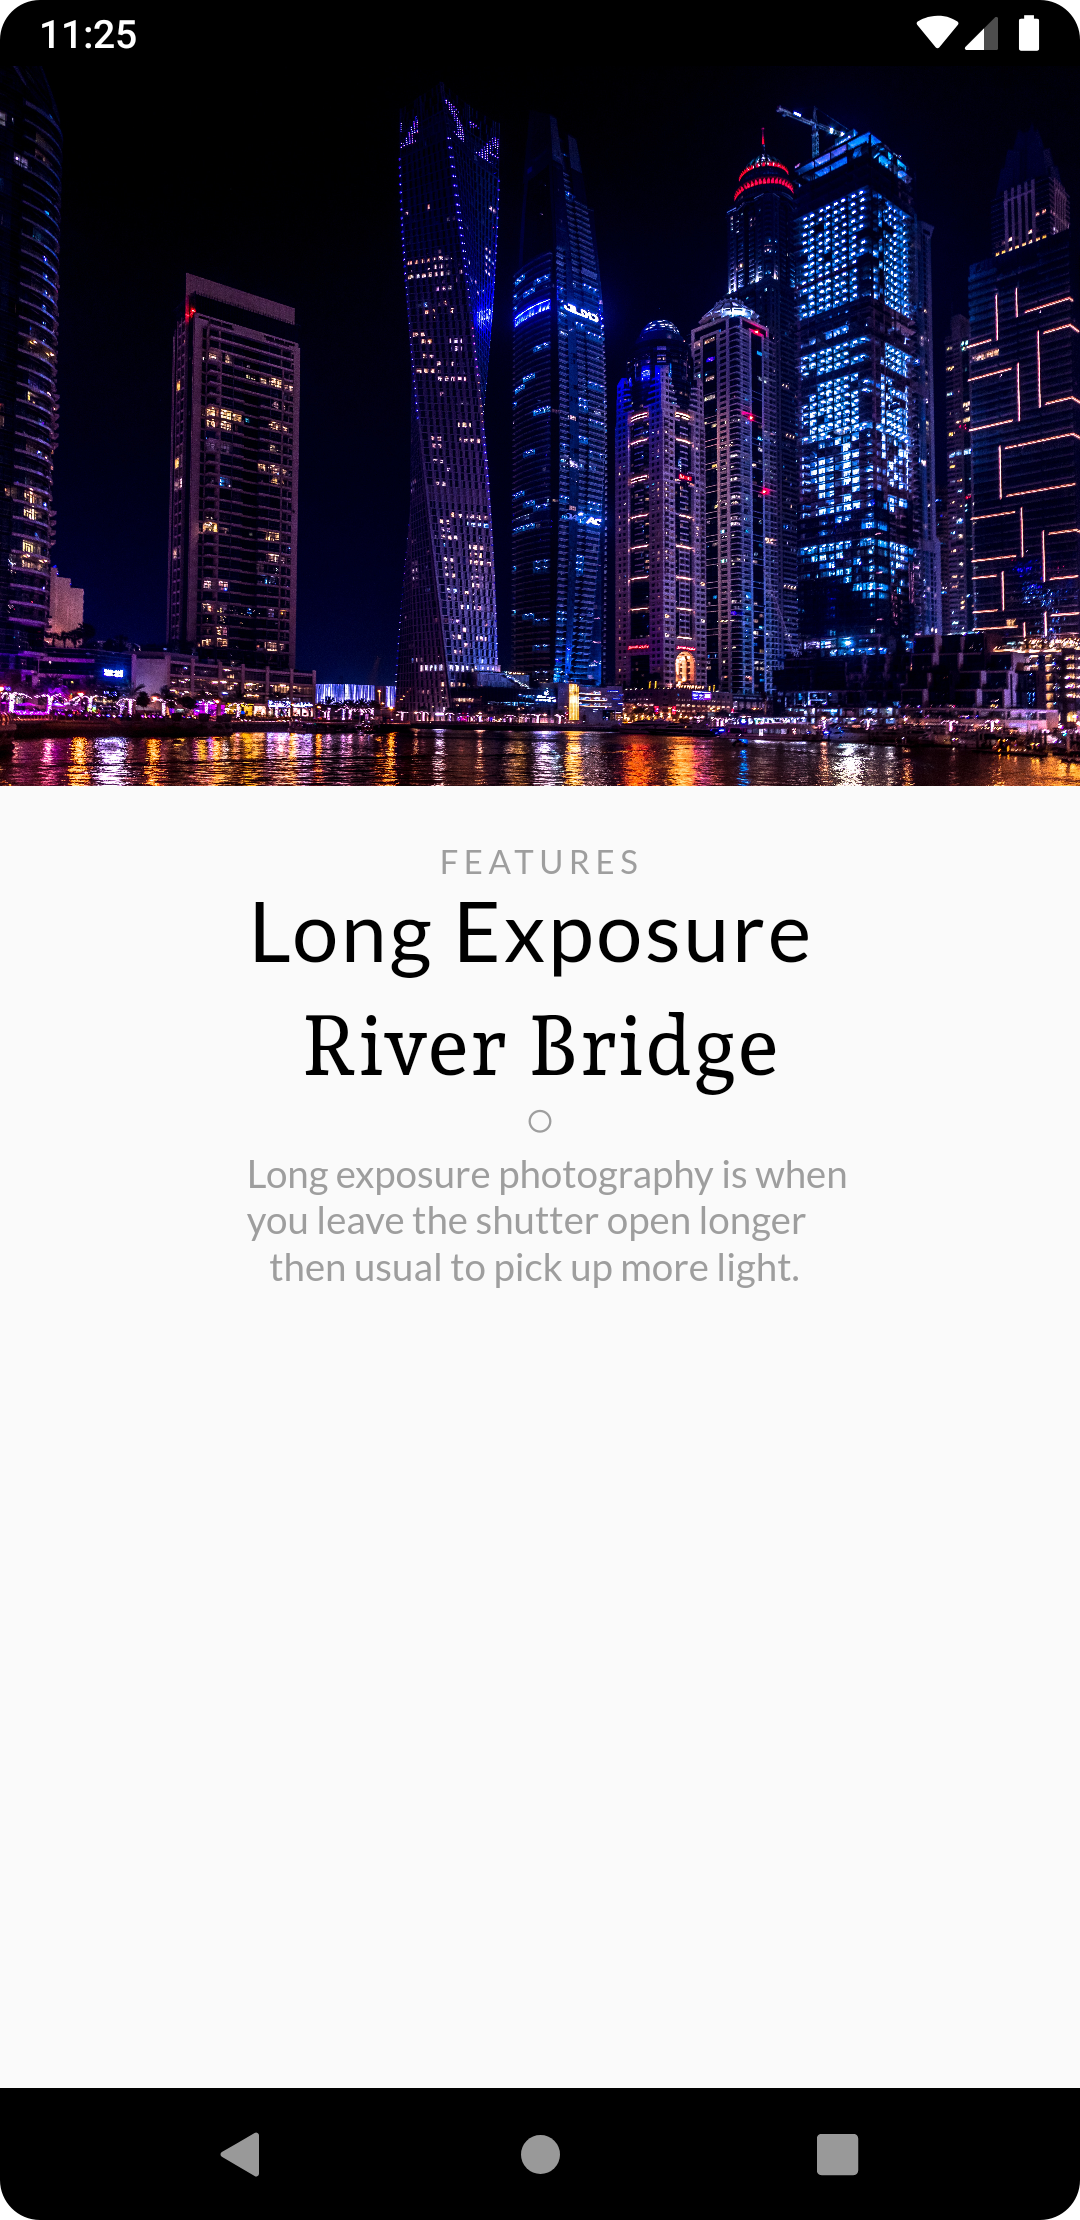 11:25
FEATURES
Long Exposure
River Bridge
Long exposure photography is when
you leave the shutter open longer
then usual to pick up more light.